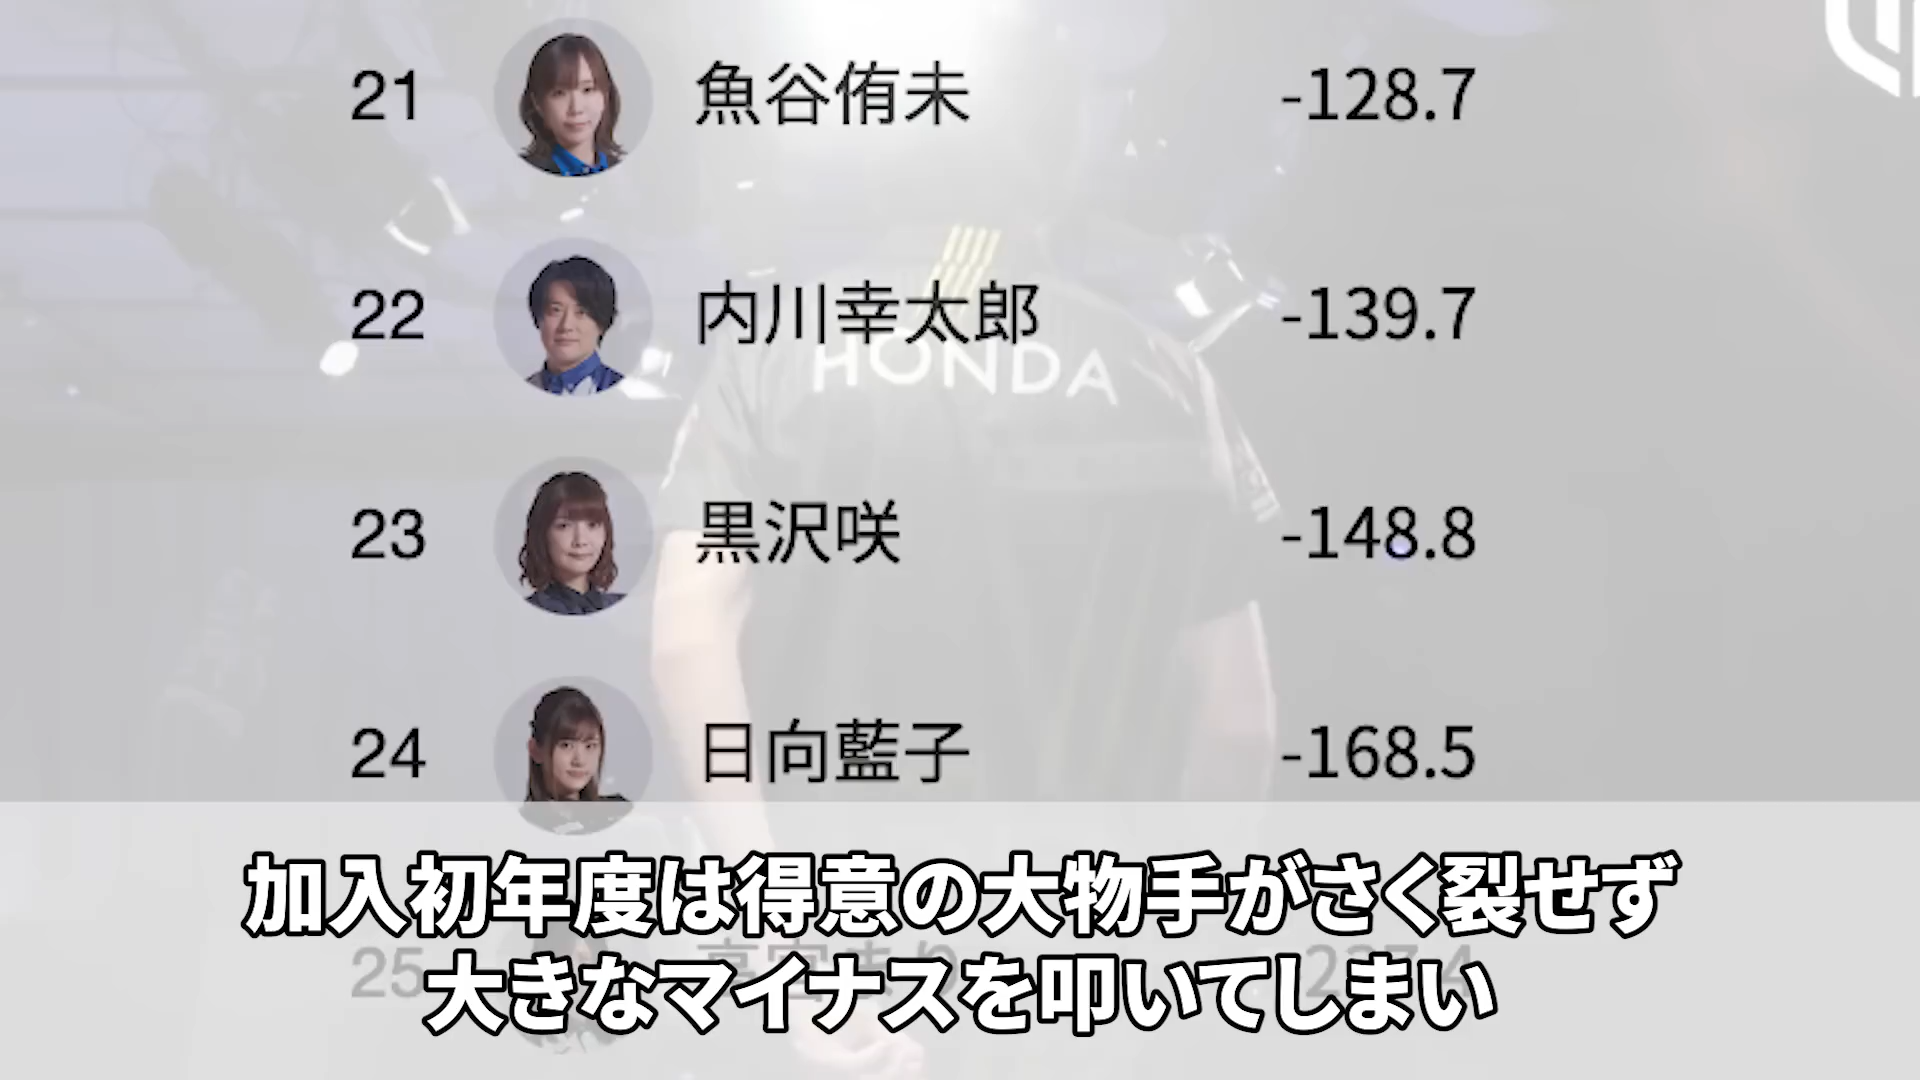 21 魚谷侑未 -128.7
22 内川幸太郎 -139.7
HONDA
23 黒沢咲 -148.8
24 日向藍子 -168.5
加入初年度は得意の大物手がさく裂せず
25
大きなマイナスを叩いてしまい